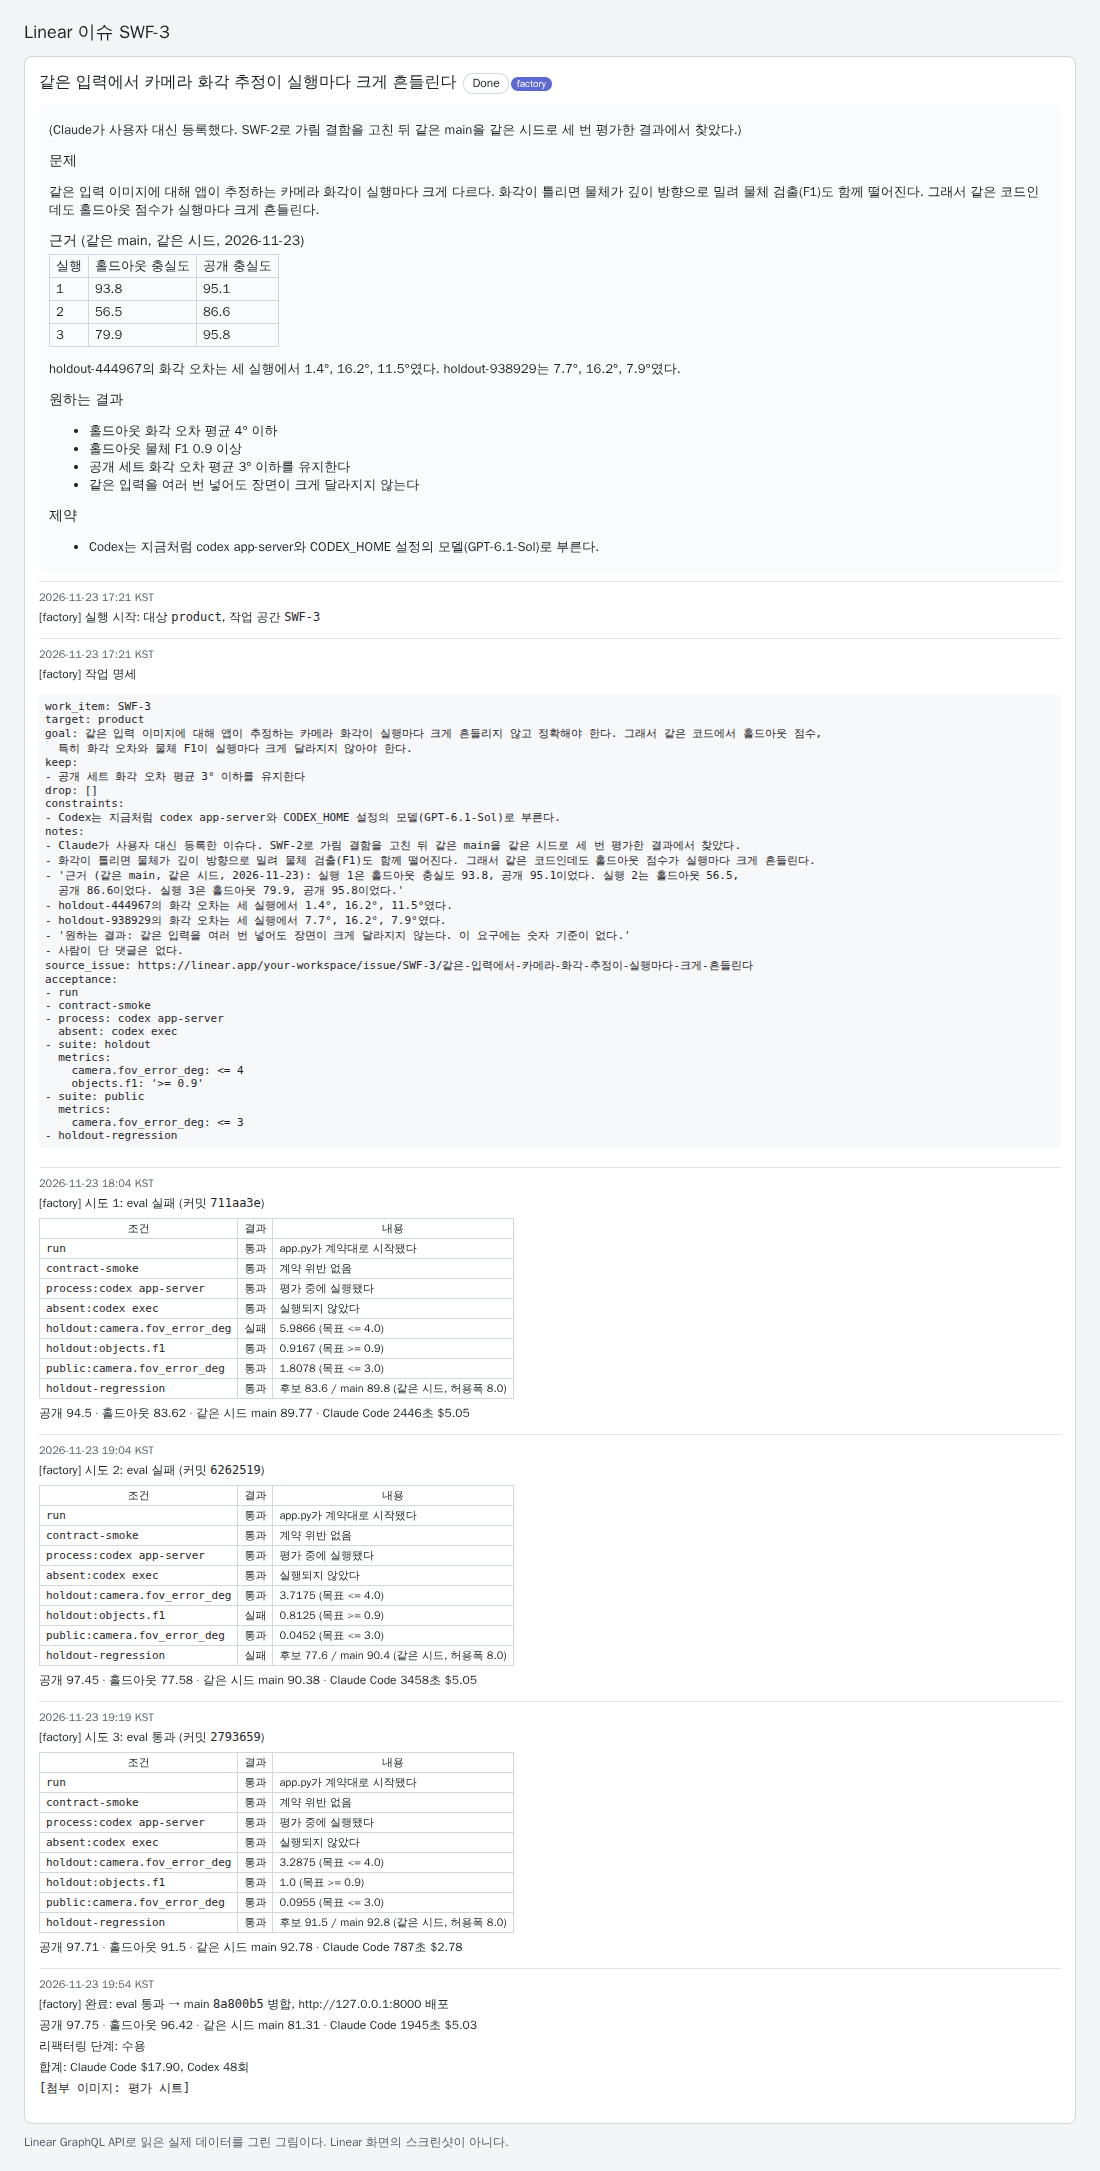 Linear 이슈 SWF-3
같은 입력에서 카메라 화각 추정이 실행마다 크게 흔들린다 Done factory
(Claude가 사용자 대신 등록했다. SWF-2로 가림 결함을 고친 뒤 같은 main을 같은 시드로 세 번 평가한 결과에서 찾았다.)
문제
같은 입력 이미지에 대해 앱이 추정하는 카메라 화각이 실행마다 크게 다르다. 화각이 틀리면 물체가 깊이 방향으로 밀려 물체 검출(F1)도 함께 떨어진다. 그래서 같은 코드인
데도 홀드아웃 점수가 실행마다 크게 흔들린다.
근거 (같은 main, 같은 시드, 2026-11-23)
실행 홀드아웃 충실도 공개 충실도
1 93.8 95.1
2 56.5 86.6
3 79.9 95.8
holdout-444967의 화각 오차는 세 실행에서 1.4°, 16.2°, 11.5°였다. holdout-938929는 7.7°, 16.2°, 7.9°였다.
원하는 결과
• 홀드아웃 화각 오차 평균 4° 이하
• 홀드아웃 물체 F1 0.9 이상
• 공개 세트 화각 오차 평균 3° 이하를 유지한다
• 같은 입력을 여러 번 넣어도 장면이 크게 달라지지 않는다
제약
• Codex는 지금처럼 codex app-server와 CODEX_HOME 설정의 모델(GPT-6.1-Sol)로 부른다.
2026-11-23 17:21 KST
[factory] 실행 시작: 대상 product, 작업 공간 SWF-3
2026-11-23 17:21 KST
[factory] 작업 명세
work_item: SWF-3
target: product
goal: 같은 입력 이미지에 대해 앱이 추정하는 카메라 화각이 실행마다 크게 흔들리지 않고 정확해야 한다. 그래서 같은 코드에서 홀드아웃 점수,
특히 화각 오차와 물체 F1이 실행마다 크게 달라지지 않아야 한다.
keep:
- 공개 세트 화각 오차 평균 3° 이하를 유지한다
drop: []
constraints:
- Codex는 지금처럼 codex app-server와 CODEX_HOME 설정의 모델(GPT-6.1-Sol)로 부른다.
notes:
- Claude가 사용자 대신 등록한 이슈다. SWF-2로 가림 결함을 고친 뒤 같은 main을 같은 시드로 세 번 평가한 결과에서 찾았다.
- 화각이 틀리면 물체가 깊이 방향으로 밀려 물체 검출(F1)도 함께 떨어진다. 그래서 같은 코드인데도 홀드아웃 점수가 실행마다 크게 흔들린다.
- '근거 (같은 main, 같은 시드, 2026-11-23): 실행 1은 홀드아웃 충실도 93.8, 공개 95.1이었다. 실행 2는 홀드아웃 56.5,
공개 86.6이었다. 실행 3은 홀드아웃 79.9, 공개 95.8이었다.'
- holdout-444967의 화각 오차는 세 실행에서 1.4°, 16.2°, 11.5°였다.
- holdout-938929의 화각 오차는 세 실행에서 7.7°, 16.2°, 7.9°였다.
- '원하는 결과: 같은 입력을 여러 번 넣어도 장면이 크게 달라지지 않는다. 이 요구에는 숫자 기준이 없다.'
- 사람이 단 댓글은 없다.
source_issue: https://linear.app/your-workspace/issue/SWF-3/같은-입력에서-카메라-화각-추정이-실행마다-크게-흔들린다
acceptance:
- run
- contract-smoke
- process: codex app-server
absent: codex exec
- suite: holdout
metrics:
camera.fov_error_deg: <= 4
objects.f1: '>= 0.9'
- suite: public
metrics:
camera.fov_error_deg: <= 3
- holdout-regression
2026-11-23 18:04 KST
[factory] 시도 1: eval 실패 (커밋 711aa3e)
조건 결과 내용
run 통과 app.py가 계약대로 시작됐다
contract-smoke 통과 계약 위반 없음
process:codex app-server 통과 평가 중에 실행됐다
absent:codex exec 통과 실행되지 않았다
holdout:camera.fov_error_deg 실패 5.9866 (목표 <= 4.0)
holdout:objects.f1 통과 0.9167 (목표 >= 0.9)
public:camera.fov_error_deg 통과 1.8078 (목표 <= 3.0)
holdout-regression 통과 후보 83.6 / main 89.8 (같은 시드, 허용폭 8.0)
공개 94.5 · 홀드아웃 83.62 · 같은 시드 main 89.77 · Claude Code 2446초 $5.05
2026-11-23 19:04 KST
[factory] 시도 2: eval 실패 (커밋 6262519)
조건 결과 내용
run 통과 app.py가 계약대로 시작됐다
contract-smoke 통과 계약 위반 없음
process:codex app-server 통과 평가 중에 실행됐다
absent:codex exec 통과 실행되지 않았다
holdout:camera.fov_error_deg 통과 3.7175 (목표 <= 4.0)
holdout:objects.f1 실패 0.8125 (목표 >= 0.9)
public:camera.fov_error_deg 통과 0.0452 (목표 <= 3.0)
holdout-regression 실패 후보 77.6 / main 90.4 (같은 시드, 허용폭 8.0)
공개 97.45 · 홀드아웃 77.58 · 같은 시드 main 90.38 · Claude Code 3458초 $5.05
2026-11-23 19:19 KST
[factory] 시도 3: eval 통과 (커밋 2793659)
조건 결과 내용
run 통과 app.py가 계약대로 시작됐다
contract-smoke 통과 계약 위반 없음
process:codex app-server 통과 평가 중에 실행됐다
absent:codex exec 통과 실행되지 않았다
holdout:camera.fov_error_deg 통과 3.2875 (목표 <= 4.0)
holdout:objects.f1 통과 1.0 (목표 >= 0.9)
public:camera.fov_error_deg 통과 0.0955 (목표 <= 3.0)
holdout-regression 통과 후보 91.5 / main 92.8 (같은 시드, 허용폭 8.0)
공개 97.71 · 홀드아웃 91.5 · 같은 시드 main 92.78 · Claude Code 787초 $2.78
2026-11-23 19:54 KST
[factory] 완료: eval 통과 → main 8a800b5 병합, http://127.0.0.1:8000 배포
공개 97.75 · 홀드아웃 96.42 · 같은 시드 main 81.31 · Claude Code 1945초 $5.03
리팩터링 단계: 수용
합계: Claude Code $17.90, Codex 48회
[첨부 이미지: 평가 시트]
Linear GraphQL API로 읽은 실제 데이터를 그린 그림이다. Linear 화면의 스크린샷이 아니다.